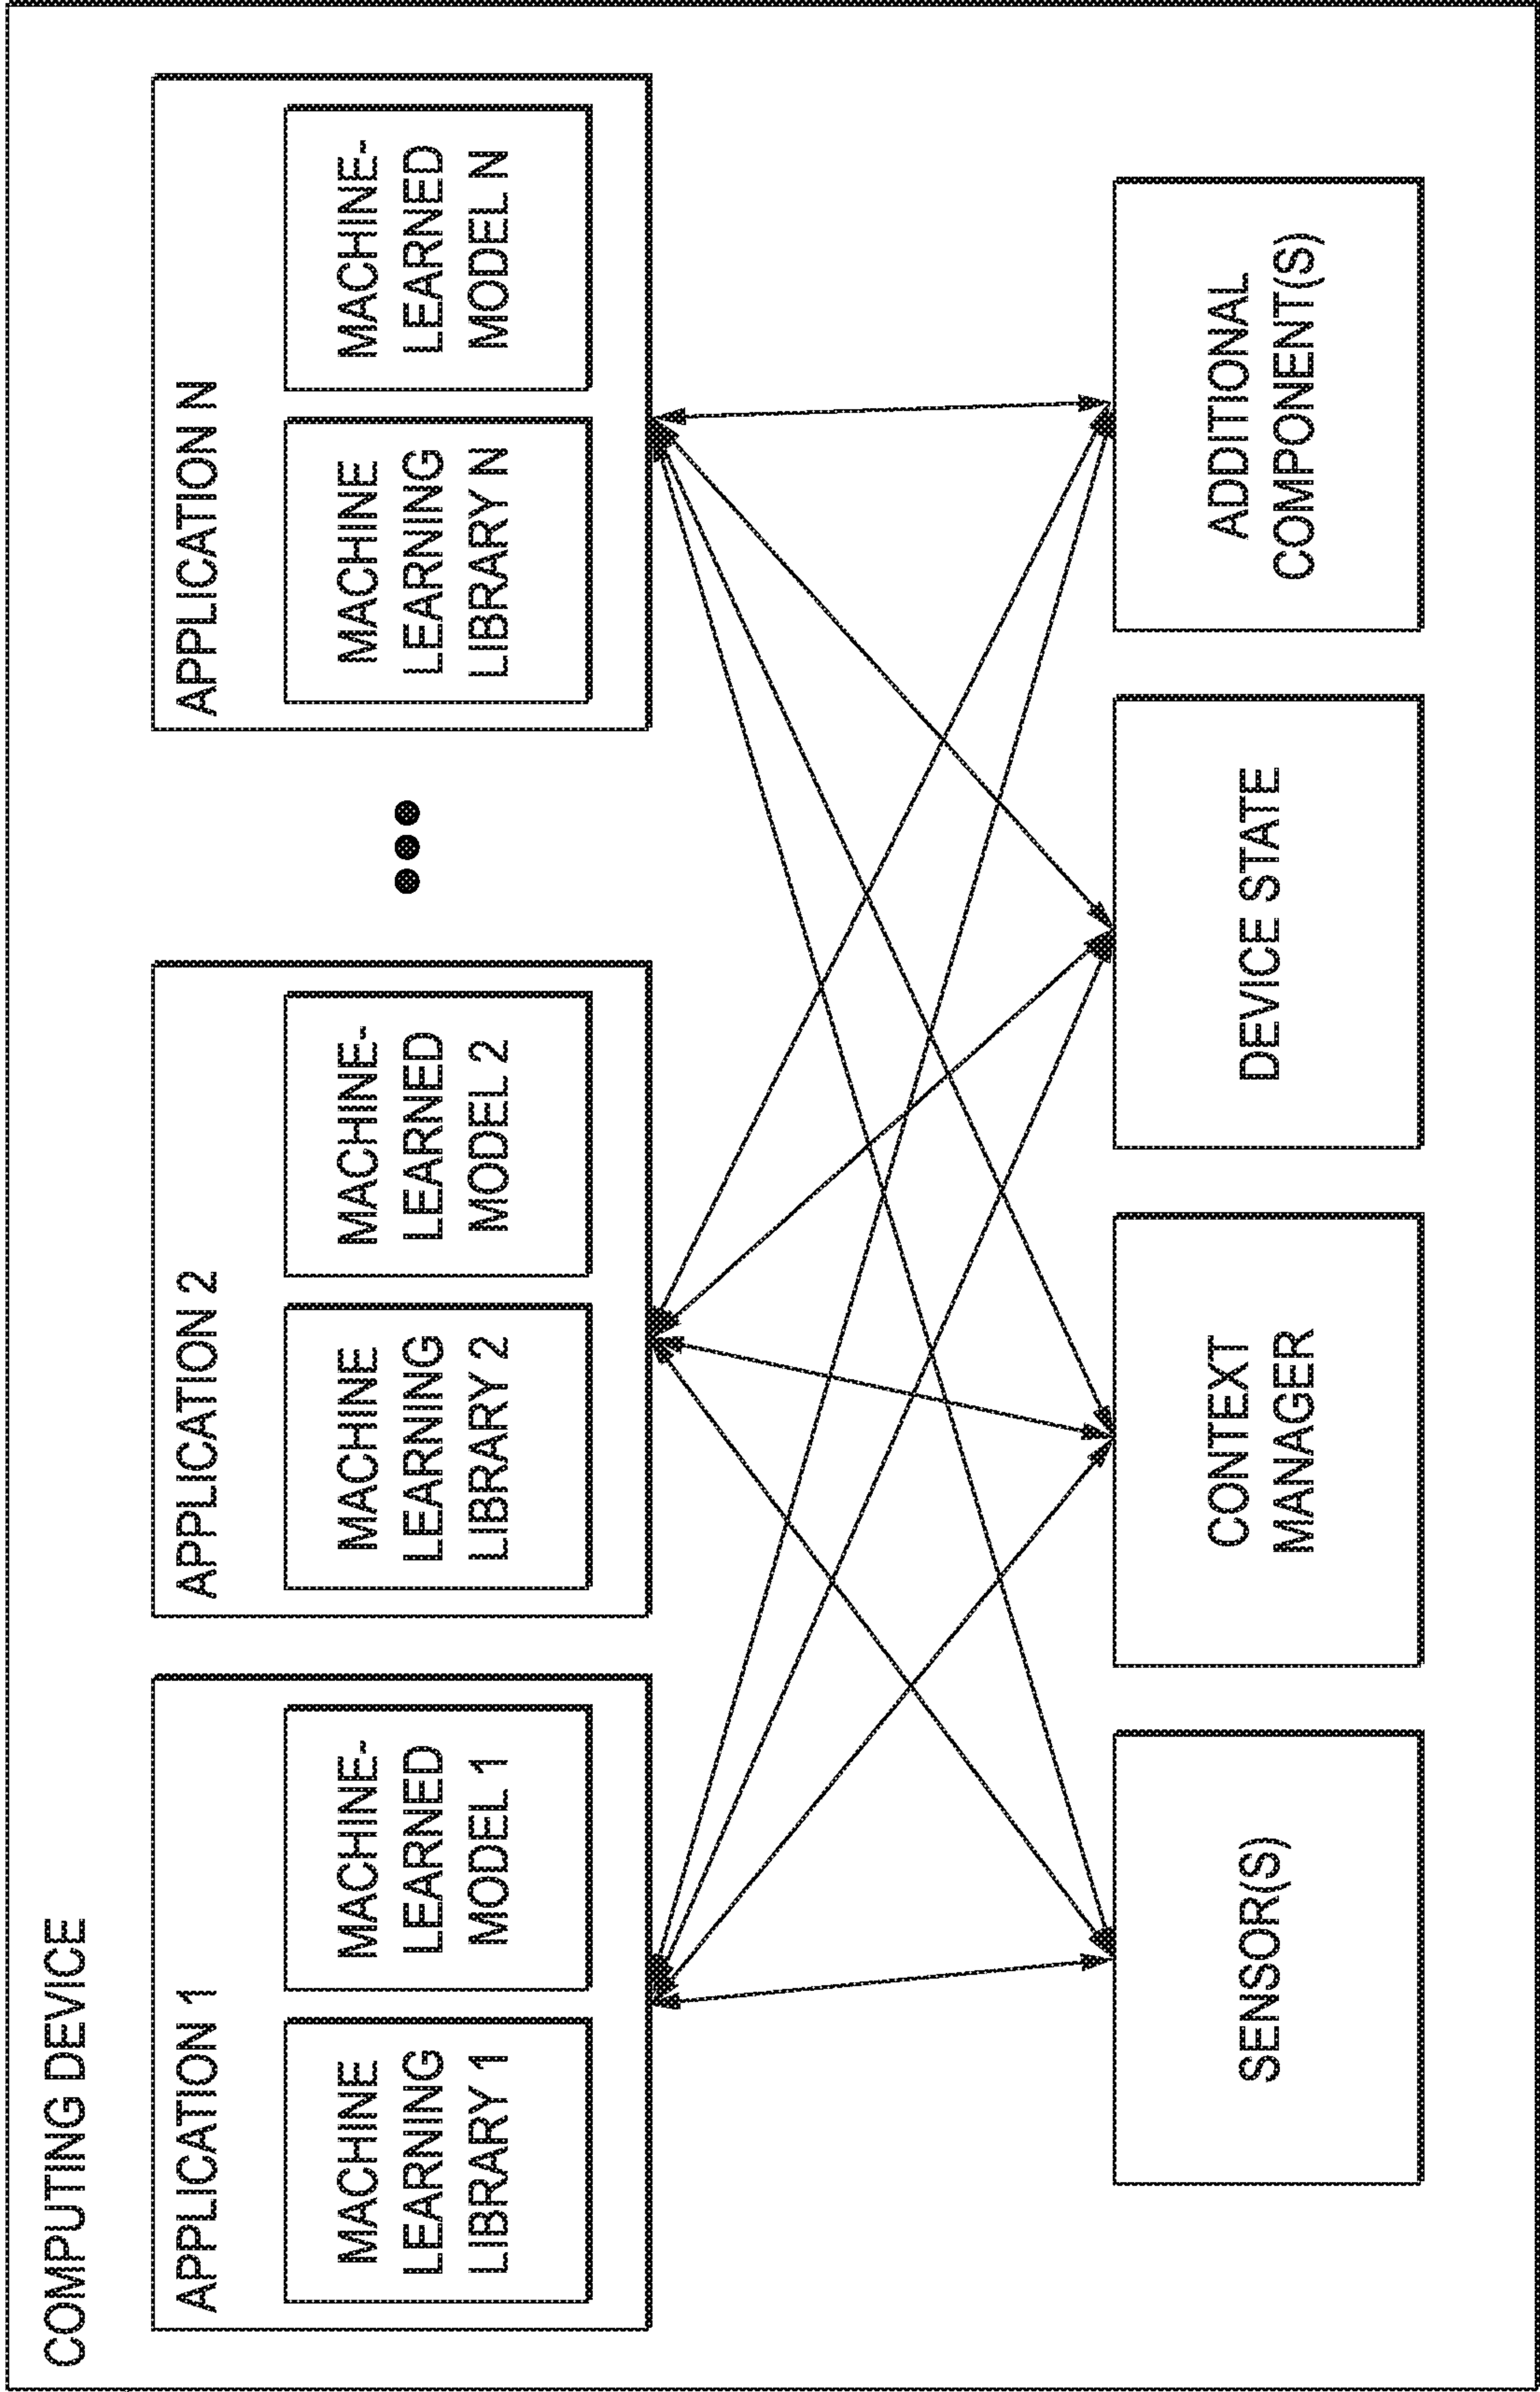 COMPUTING DEVICE
APPLICATION 1
MACHINE
LEARNING
LIBRARY 1
MACHINE-
LEARNED
MODEL 1
APPLICATION 2
MACHINE
LEARNING
LIBRARY 2
MACHINE-
LEARNED
MODEL 2
APPLICATION N
MACHINE
LEARNING
LIBRARY N
MACHINE-
LEARNED
MODEL N
SENSOR(S)
CONTEXT
MANAGER
DEVICE STATE
ADDITIONAL
COMPONENT(S)